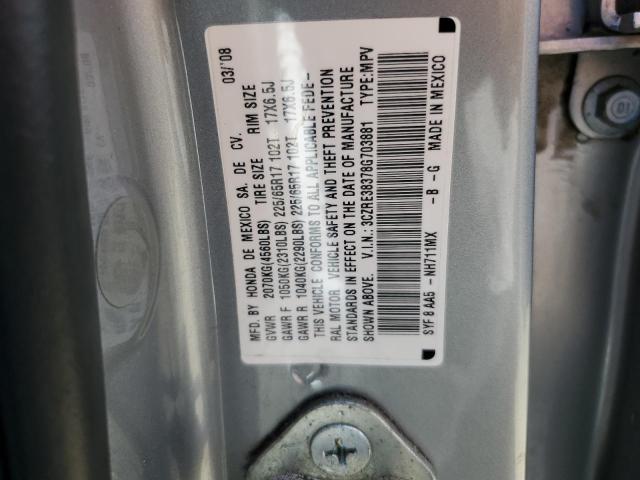 MFD. BY HONDA DE MEXICO SA. DE CV. 03/'08
GVWR 2070KG(4560LBS) TIRE SIZE RIM SIZE
GAWR F 1050KG(2310LBS) 225/65R17 102T 17X6.5J
GAWR R 1040KG(2290LBS) 225/65R17 102T 17X6.5J
THIS VEHICLE CONFORMS TO ALL APPLICABLE FEDE-
RAL MOTOR VEHICLE SAFETY AND THEFT PREVENTION
STANDARDS IN EFFECT ON THE DATE OF MANUFACTURE
SHOWN ABOVE. V.I.N.: 3CZRE38378G703881 TYPE:MPV
SYF 8 AA5 -NH711MX -B -G MADE IN MEXICO